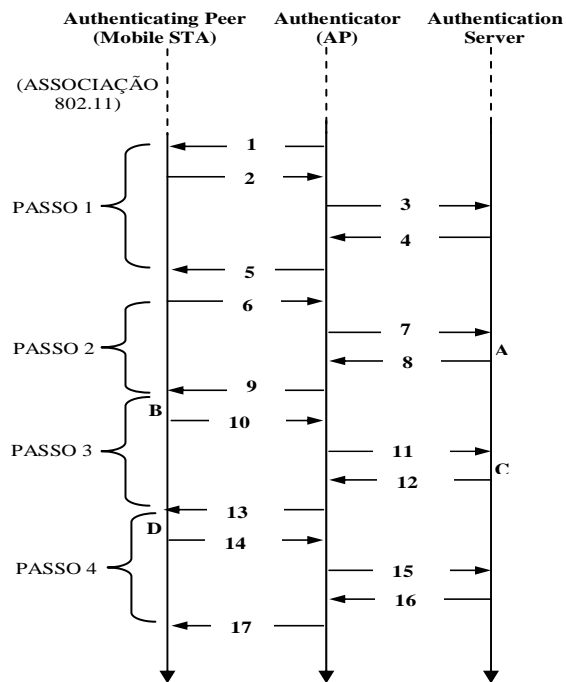 Authenticating Peer
(Mobile STA)
Authenticator
(AP)
Authentication
Server
(ASSOCIAÇÃO
802.11)
1
2
PASSO 1
3
4
5
6
7
A
PASSO 2
8
9
B
10
PASSO 3
11
C
12
13
D
14
PASSO 4
15
16
17